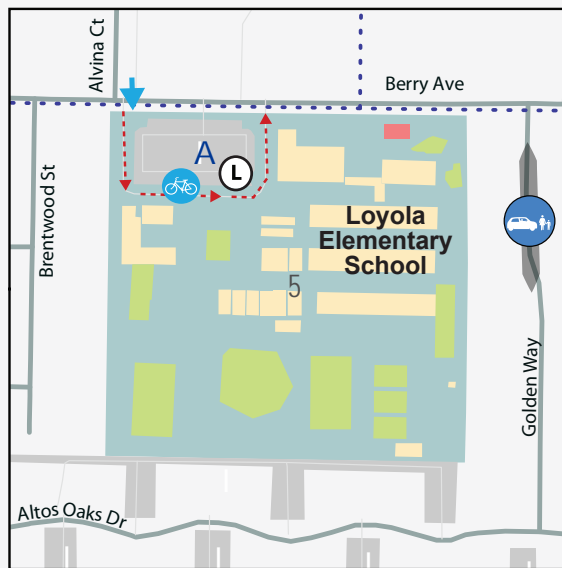 Alvina Ct
Berry Ave
A
L
Brentwood St
Loyola
Elementary
School
5
Golden Way
Altos Oaks Dr